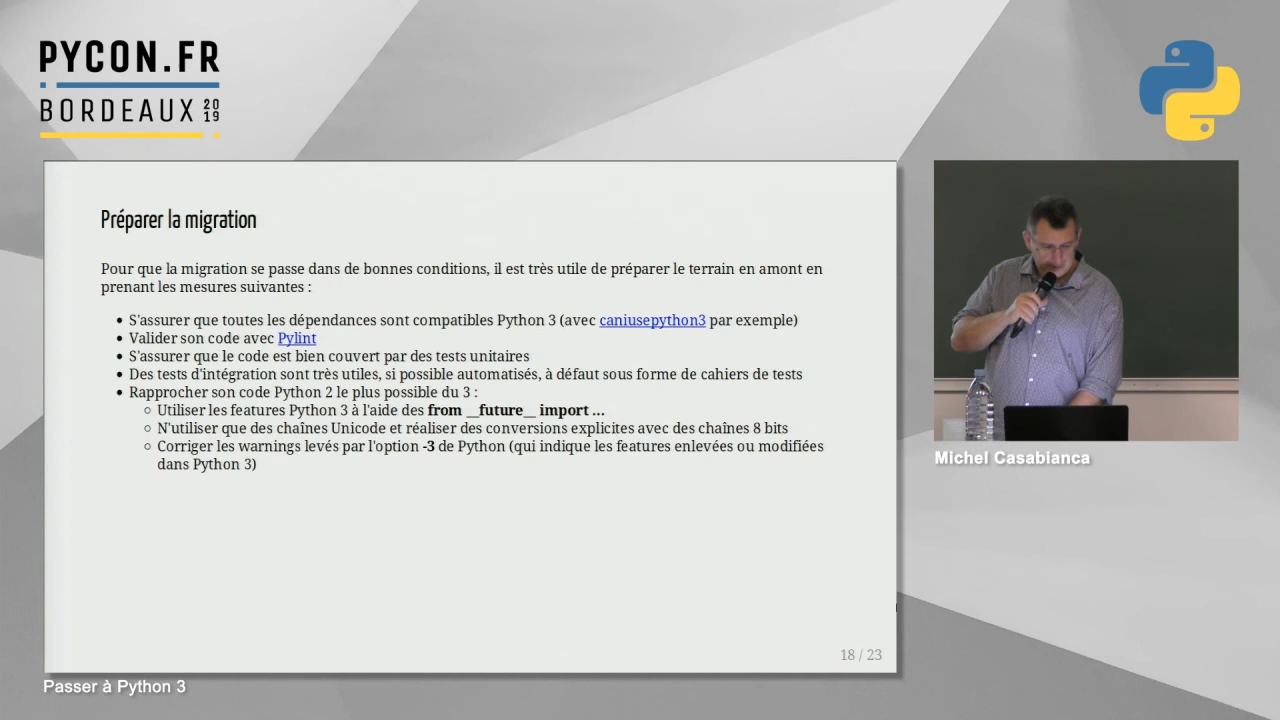 PYCON.FR
BORDEAUX 20
19
Préparer la migration
Pour que la migration se passe dans de bonnes conditions, il est très utile de préparer le terrain en amont en
prenant les mesures suivantes :
• S'assurer que toutes les dépendances sont compatibles Python 3 (avec caniusepython3 par exemple)
• Valider son code avec Pylint
• S'assurer que le code est bien couvert par des tests unitaires
• Des tests d'intégration sont très utiles, si possible automatisés, à défaut sous forme de cahiers de tests
• Rapprocher son code Python 2 le plus possible du 3 :
○ Utiliser les features Python 3 à l'aide des from __future__ import ...
○ N'utiliser que des chaînes Unicode et réaliser des conversions explicites avec des chaînes 8 bits
○ Corriger les warnings levés par l'option -3 de Python (qui indique les features enlevées ou modifiées
dans Python 3)
18 / 23
Michel Casabianca
Passer à Python 3